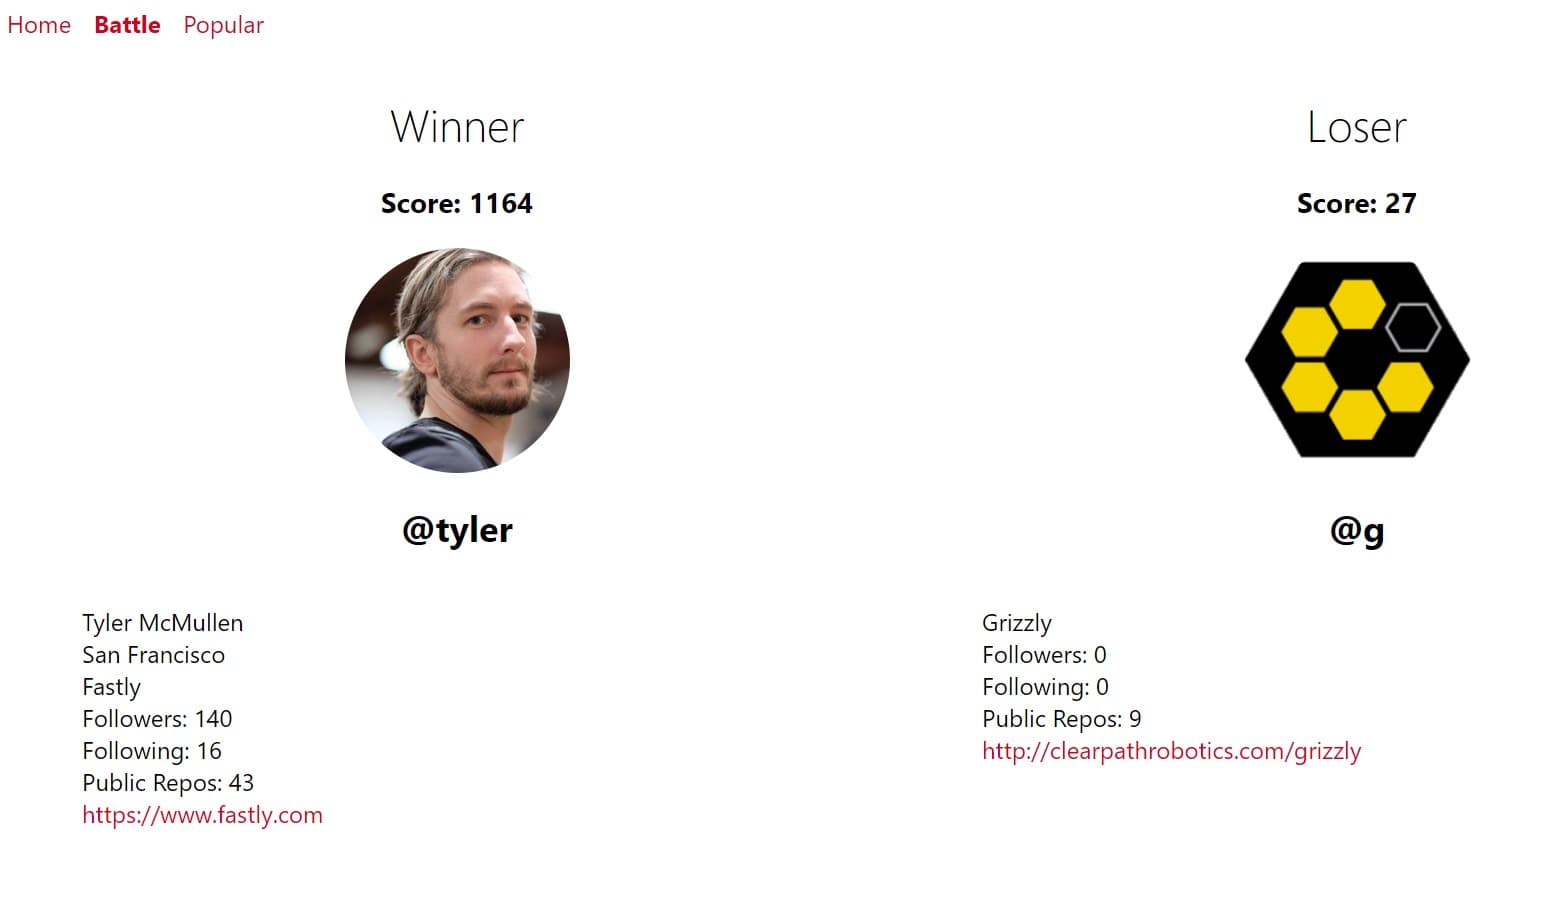 Home Battle Popular
Winner
Score: 1164
@tyler
Tyler McMullen
San Francisco
Fastly
Followers: 140
Following: 16
Public Repos: 43
https://www.fastly.com
Loser
Score: 27
@g
Grizzly
Followers: 0
Following: 0
Public Repos: 9
http://clearpathrobotics.com/grizzly